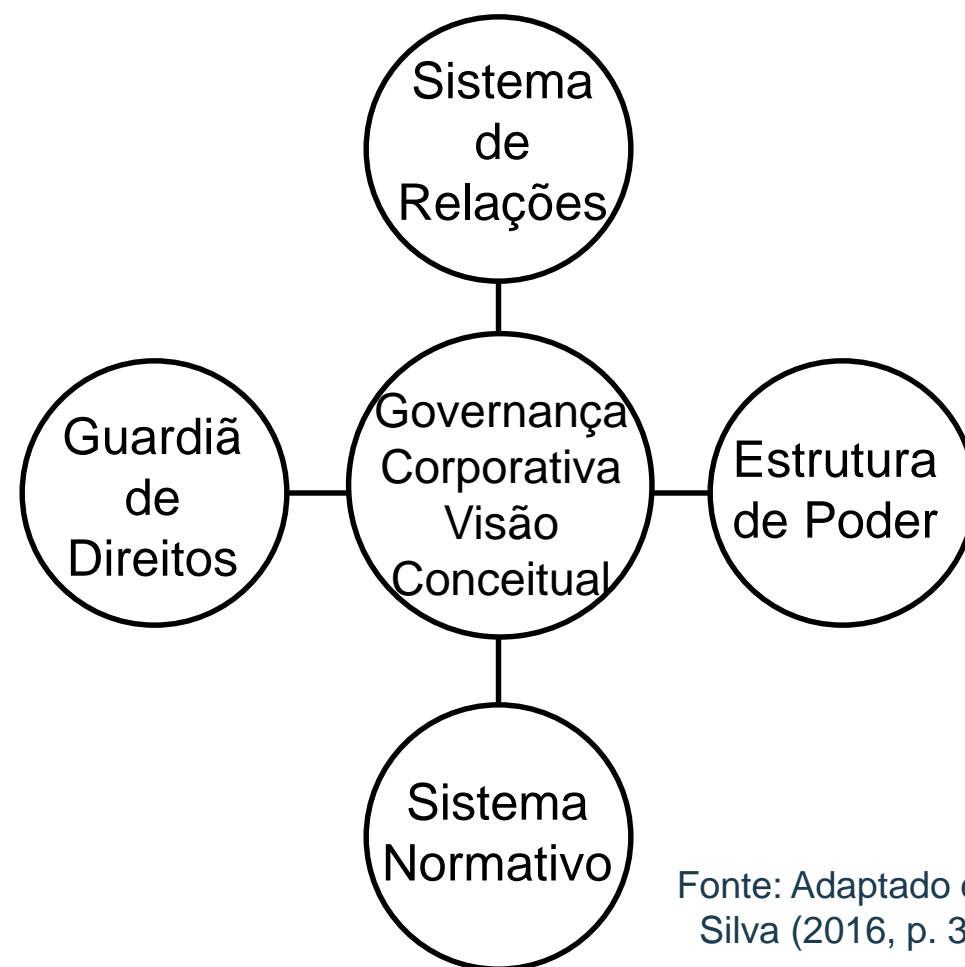 Sistema
de
Relações
Guardiã
de
Direitos
Governança
Corporativa
Visão
Conceitual
Estrutura
de Poder
Sistema
Normativo
Fonte: Adaptado
Silva (2016, p. 3